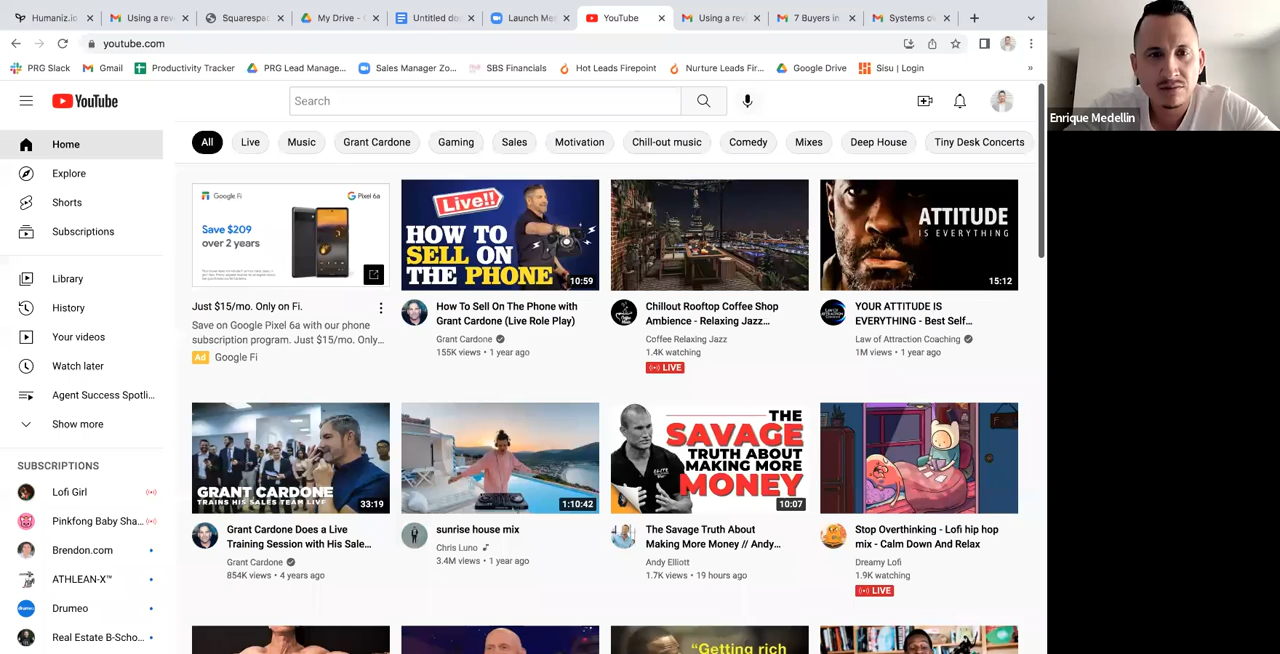 Humaniz.io
Using a rev
Squarespa
My Drive -
Untitled do
Launch Me
YouTube
Using a rev
7 Buyers in
Systems o
youtube.com
PRG Slack
Gmail
Productivity Tracker
PRG Lead Manage...
Sales Manager Zo...
SBS Financials
Hot Leads Firepoint
Nurture Leads Fir...
Google Drive
Sisu | Login
»
Enrique Medellin
YouTube
Search
All
Live
Music
Grant Cardone
Gaming
Sales
Motivation
Chill-out music
Comedy
Mixes
Deep House
Tiny Desk Concerts
Home
Explore
Shorts
Subscriptions
Library
History
Your videos
Watch later
Agent Success Spotli...
Show more
SUBSCRIPTIONS
Lofi Girl
Pinkfong Baby Sha...
Brendon.com
ATHLEAN-X™
Drumeo
Real Estate B-Scho...
Google Fi
Google Pixel 6a
Save $209
over 2 years
Just $15/mo. Only on Fi.
Save on Google Pixel 6a with our phone
subscription program. Just $15/mo. Only...
Ad
Google Fi
Live!!
HOW TO
SELL ON
THE PHONE
10:59
How To Sell On The Phone with
Grant Cardone (Live Role Play)
Grant Cardone
155K views • 1 year ago
Chillout Rooftop Coffee Shop
Ambience - Relaxing Jazz...
Coffee Relaxing Jazz
1.4K watching
LIVE
ATTITUDE
IS EVERYTHING
15:12
YOUR ATTITUDE IS
EVERYTHING - Best Self...
Law of Attraction Coaching
1M views • 1 year ago
GRANT CARDONE
TRAINS HIS SALES TEAM LIVE
33:19
Grant Cardone Does a Live
Training Session with His Sale...
Grant Cardone
854K views • 4 years ago
1:10:42
sunrise house mix
Chris Luno
3.4M views • 1 year ago
THE
SAVAGE
TRUTH ABOUT
MAKING MORE
MONEY
10:07
The Savage Truth About
Making More Money // Andy...
Andy Elliott
1.7K views • 19 hours ago
Stop Overthinking - Lofi hip hop
mix - Calm Down And Relax
Dreamy Lofi
1.9K watching
LIVE
"Getting rich